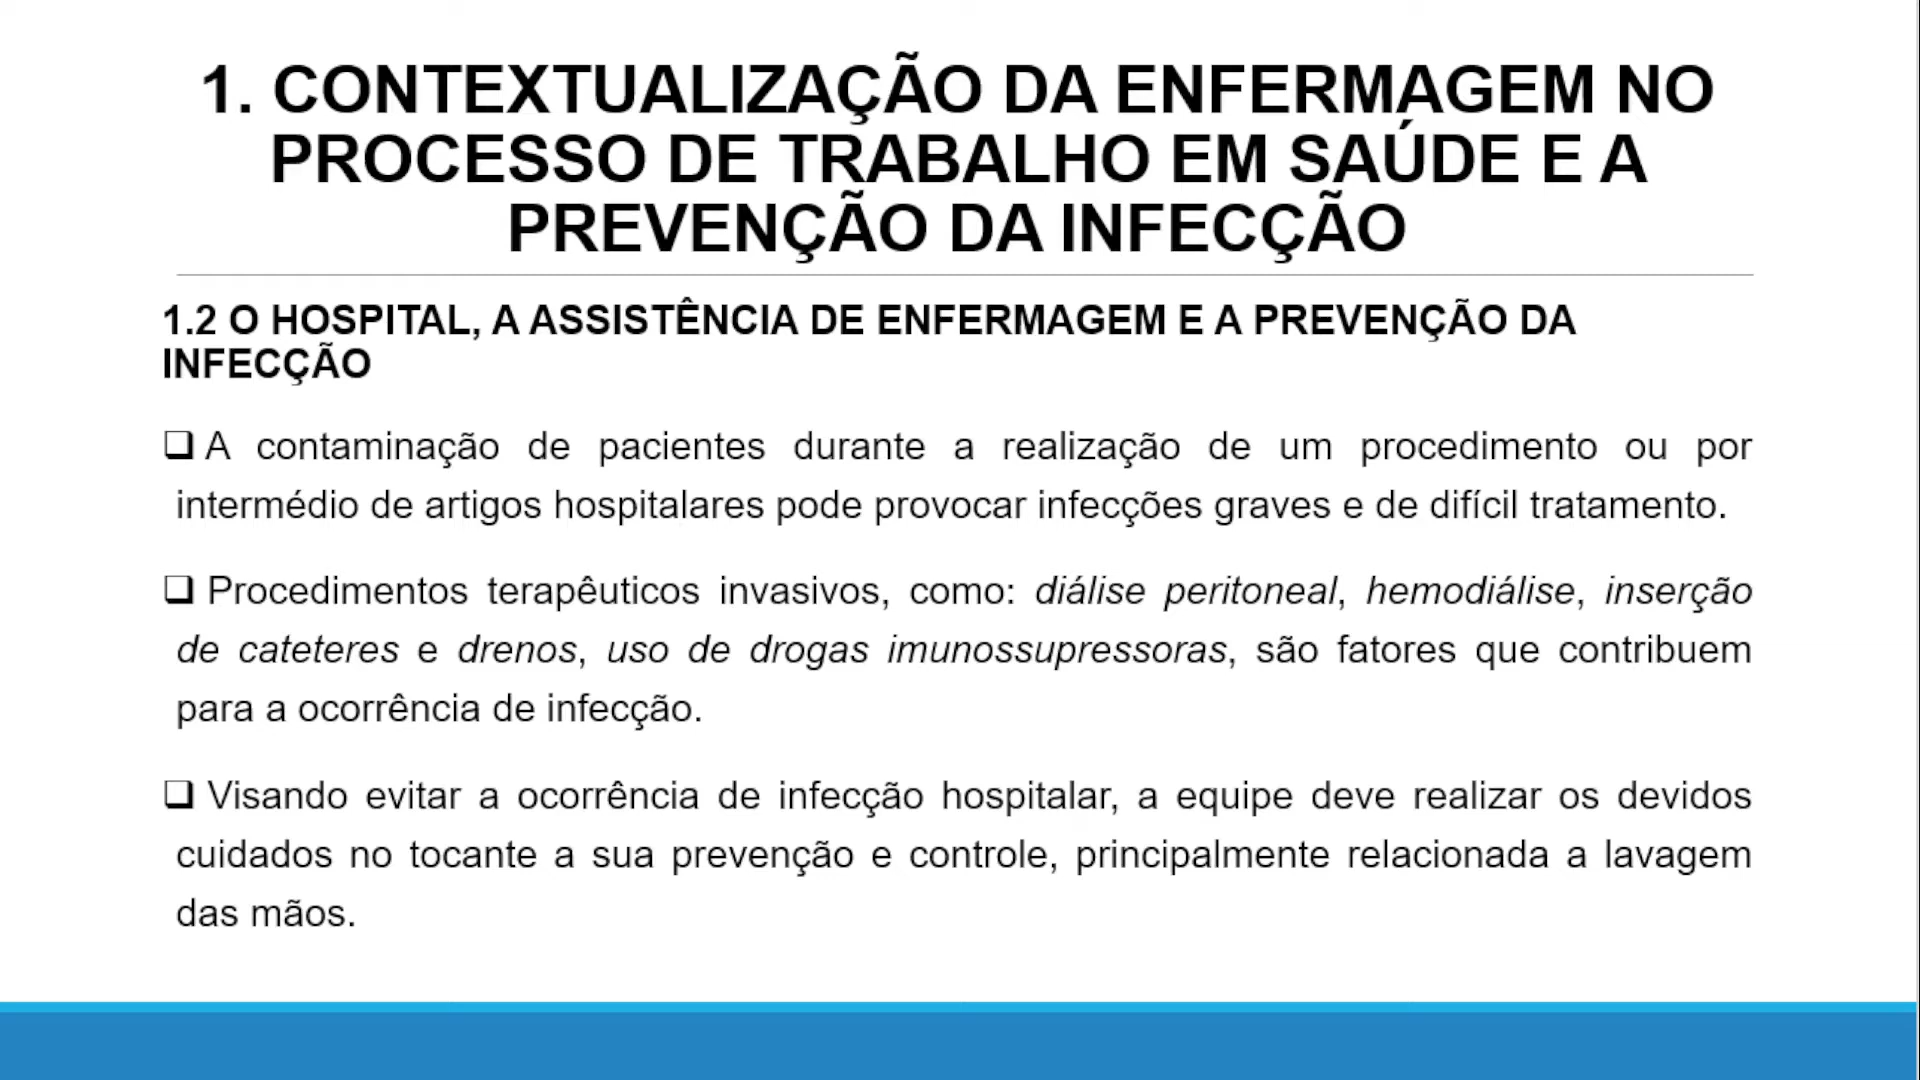 1. CONTEXTUALIZAÇÃO DA ENFERMAGEM NO
PROCESSO DE TRABALHO EM SAÚDE E A
PREVENÇÃO DA INFECÇÃO
1.2 O HOSPITAL, A ASSISTÊNCIA DE ENFERMAGEM E A PREVENÇÃO DA
INFECÇÃO
❑ A contaminação de pacientes durante a realização de um procedimento ou por
intermédio de artigos hospitalares pode provocar infecções graves e de difícil tratamento.
❑ Procedimentos terapêuticos invasivos, como: diálise peritoneal, hemodiálise, inserção
de cateteres e drenos, uso de drogas imunossupressoras, são fatores que contribuem
para a ocorrência de infecção.
❑ Visando evitar a ocorrência de infecção hospitalar, a equipe deve realizar os devidos
cuidados no tocante a sua prevenção e controle, principalmente relacionada a lavagem
das mãos.